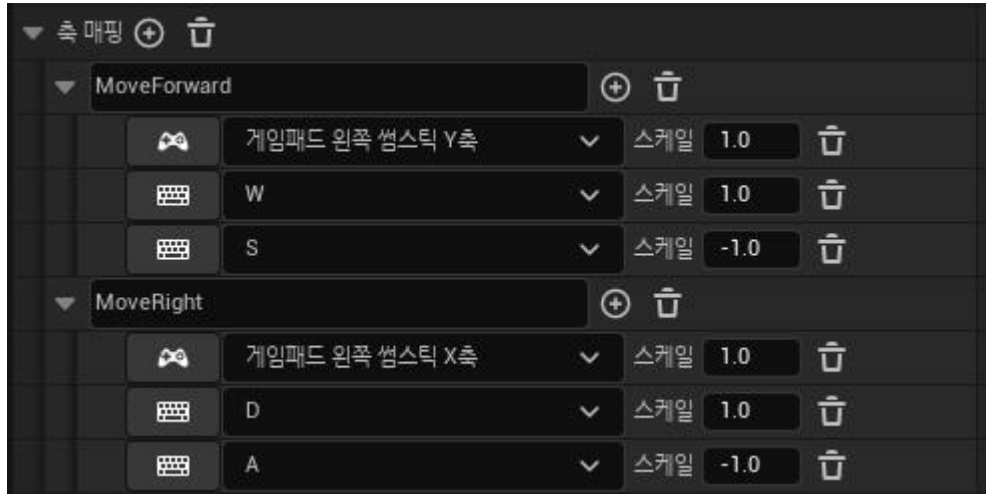 축 매핑
MoveForward
게임패드 왼쪽 썸스틱 Y축 스케일 1.0
W 스케일 1.0
S 스케일 -1.0
MoveRight
게임패드 왼쪽 썸스틱 X축 스케일 1.0
D 스케일 1.0
A 스케일 -1.0